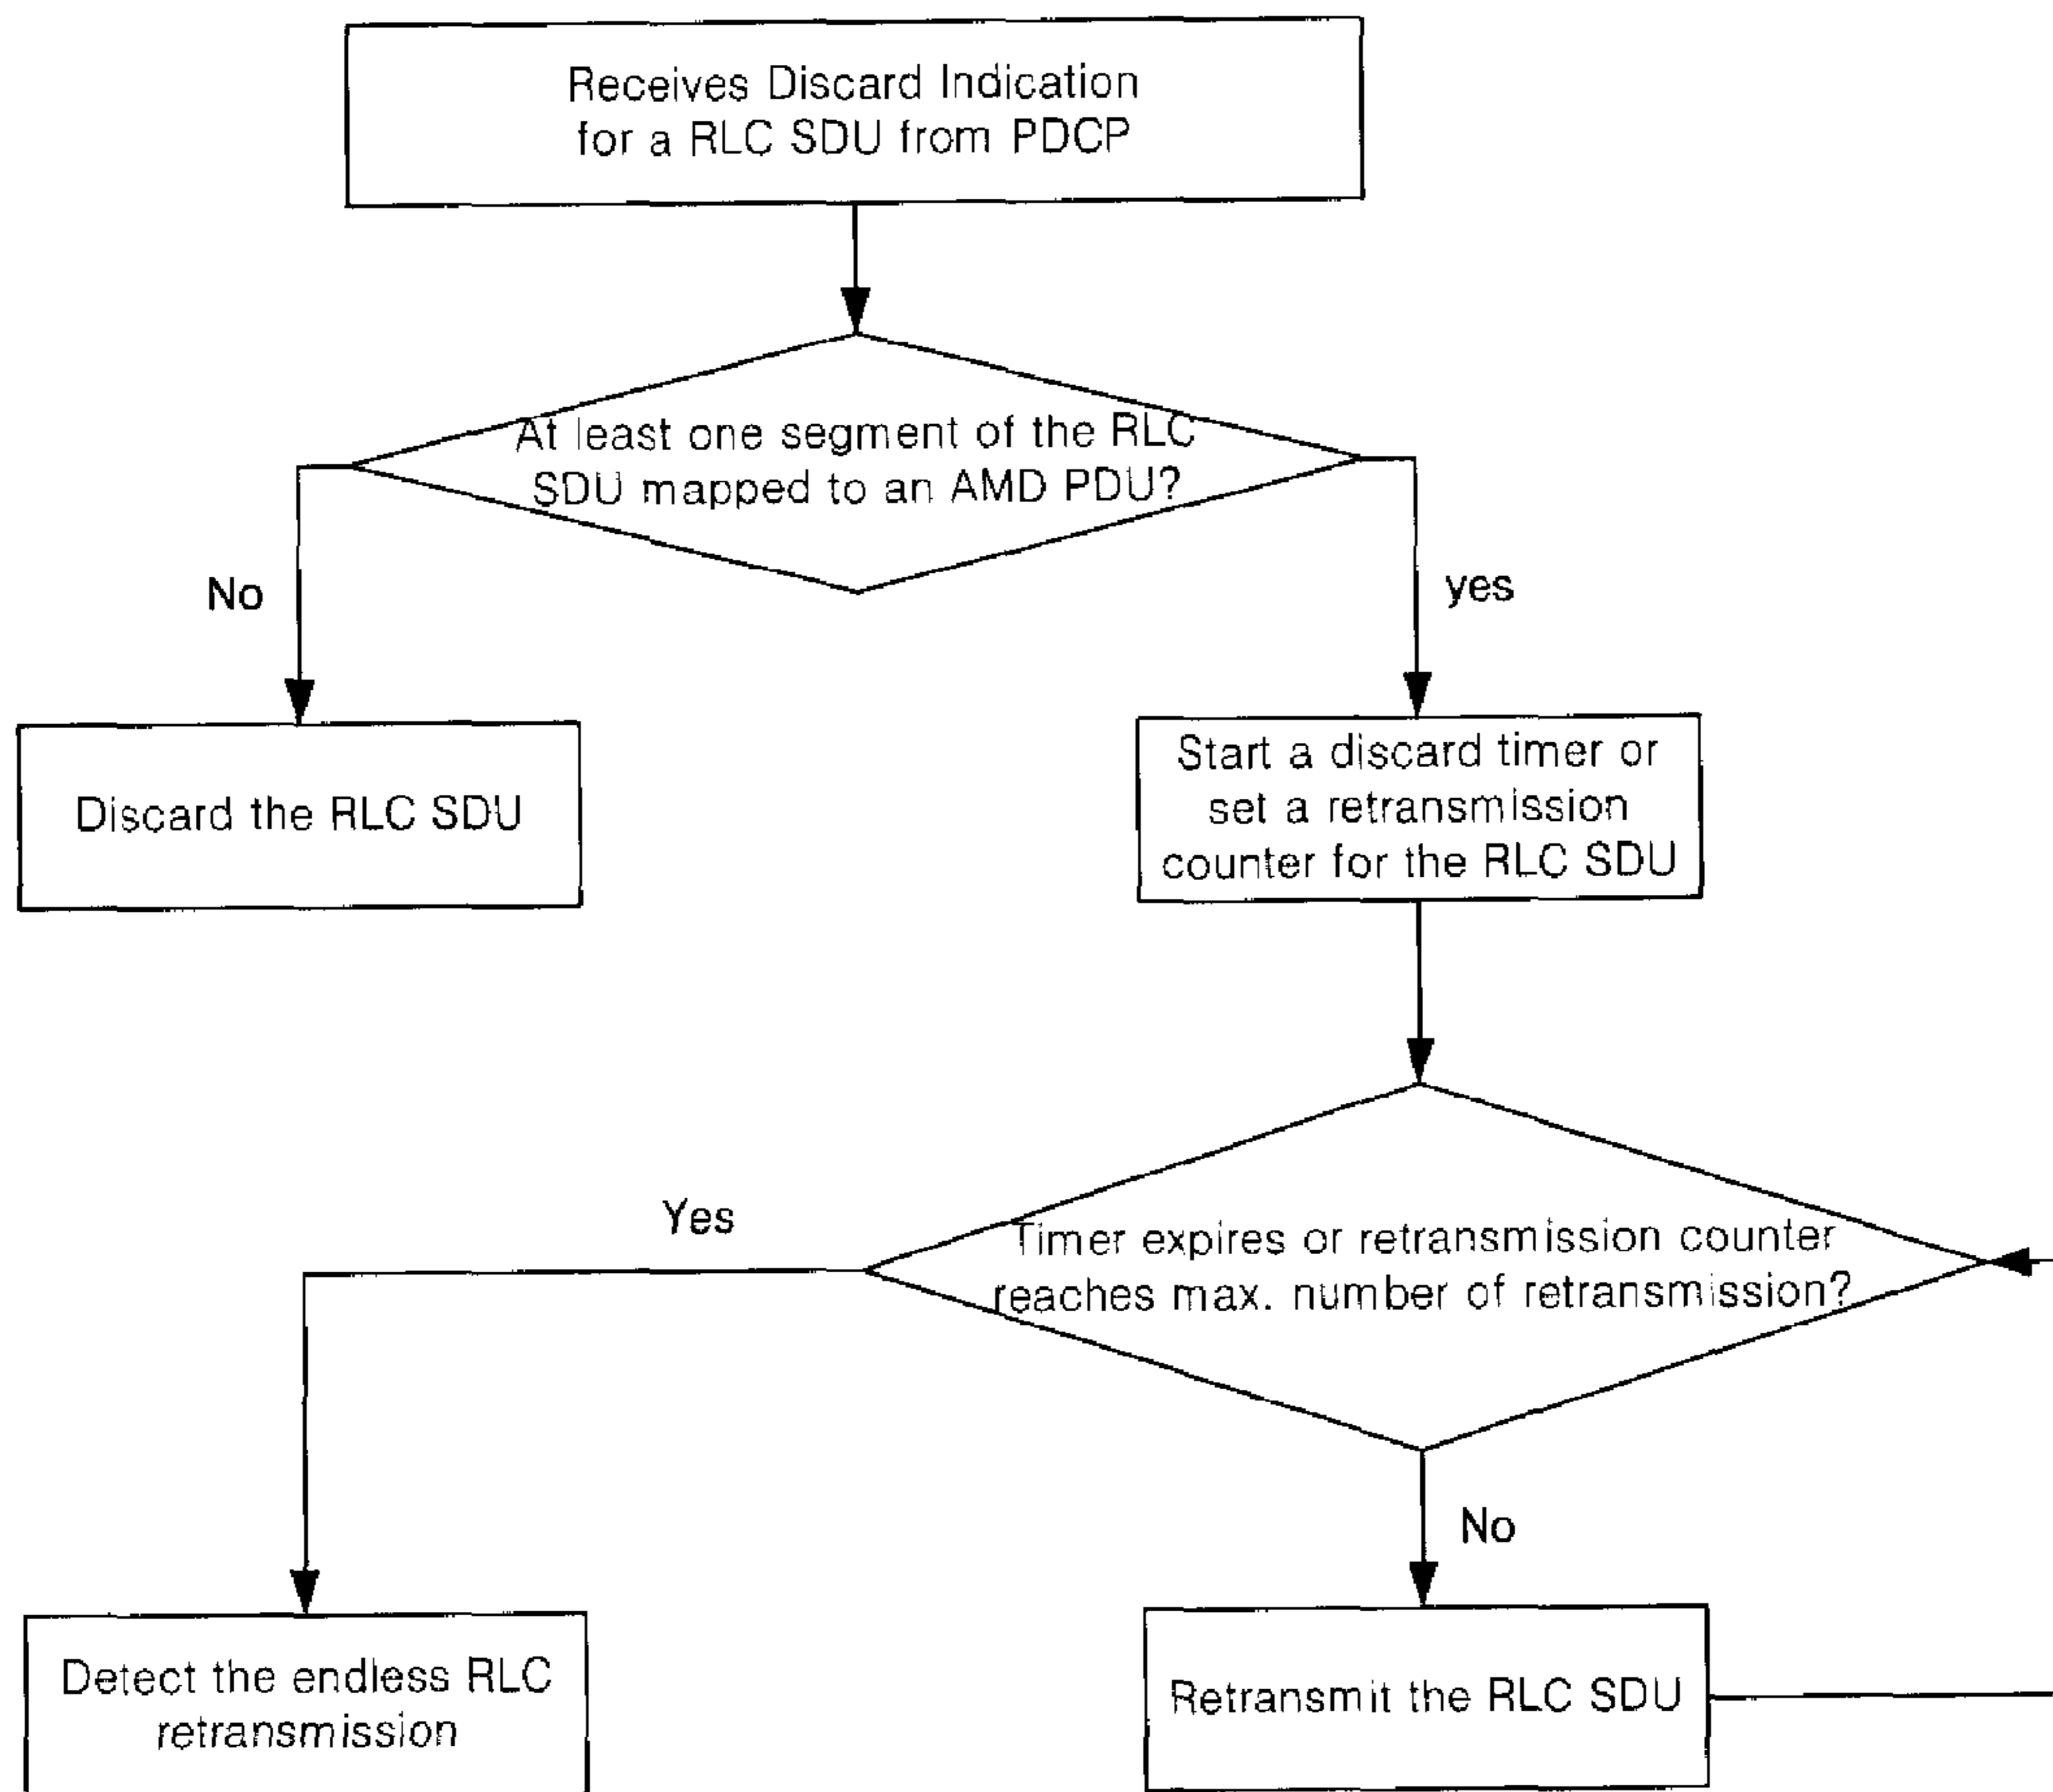 Receives Discard Indication
for a RLC SDU from PDCP
At least one segment of the RLC
SDU mapped to an AMD PDU?
No
yes
Discard the RLC SDU
Start a discard timer or
set a retransmission
counter for the RLC SDU
Yes
Timer expires or retransmission counter
reaches max. number of retransmission?
No
Detect the endless RLC
retransmission
Retransmit the RLC SDU